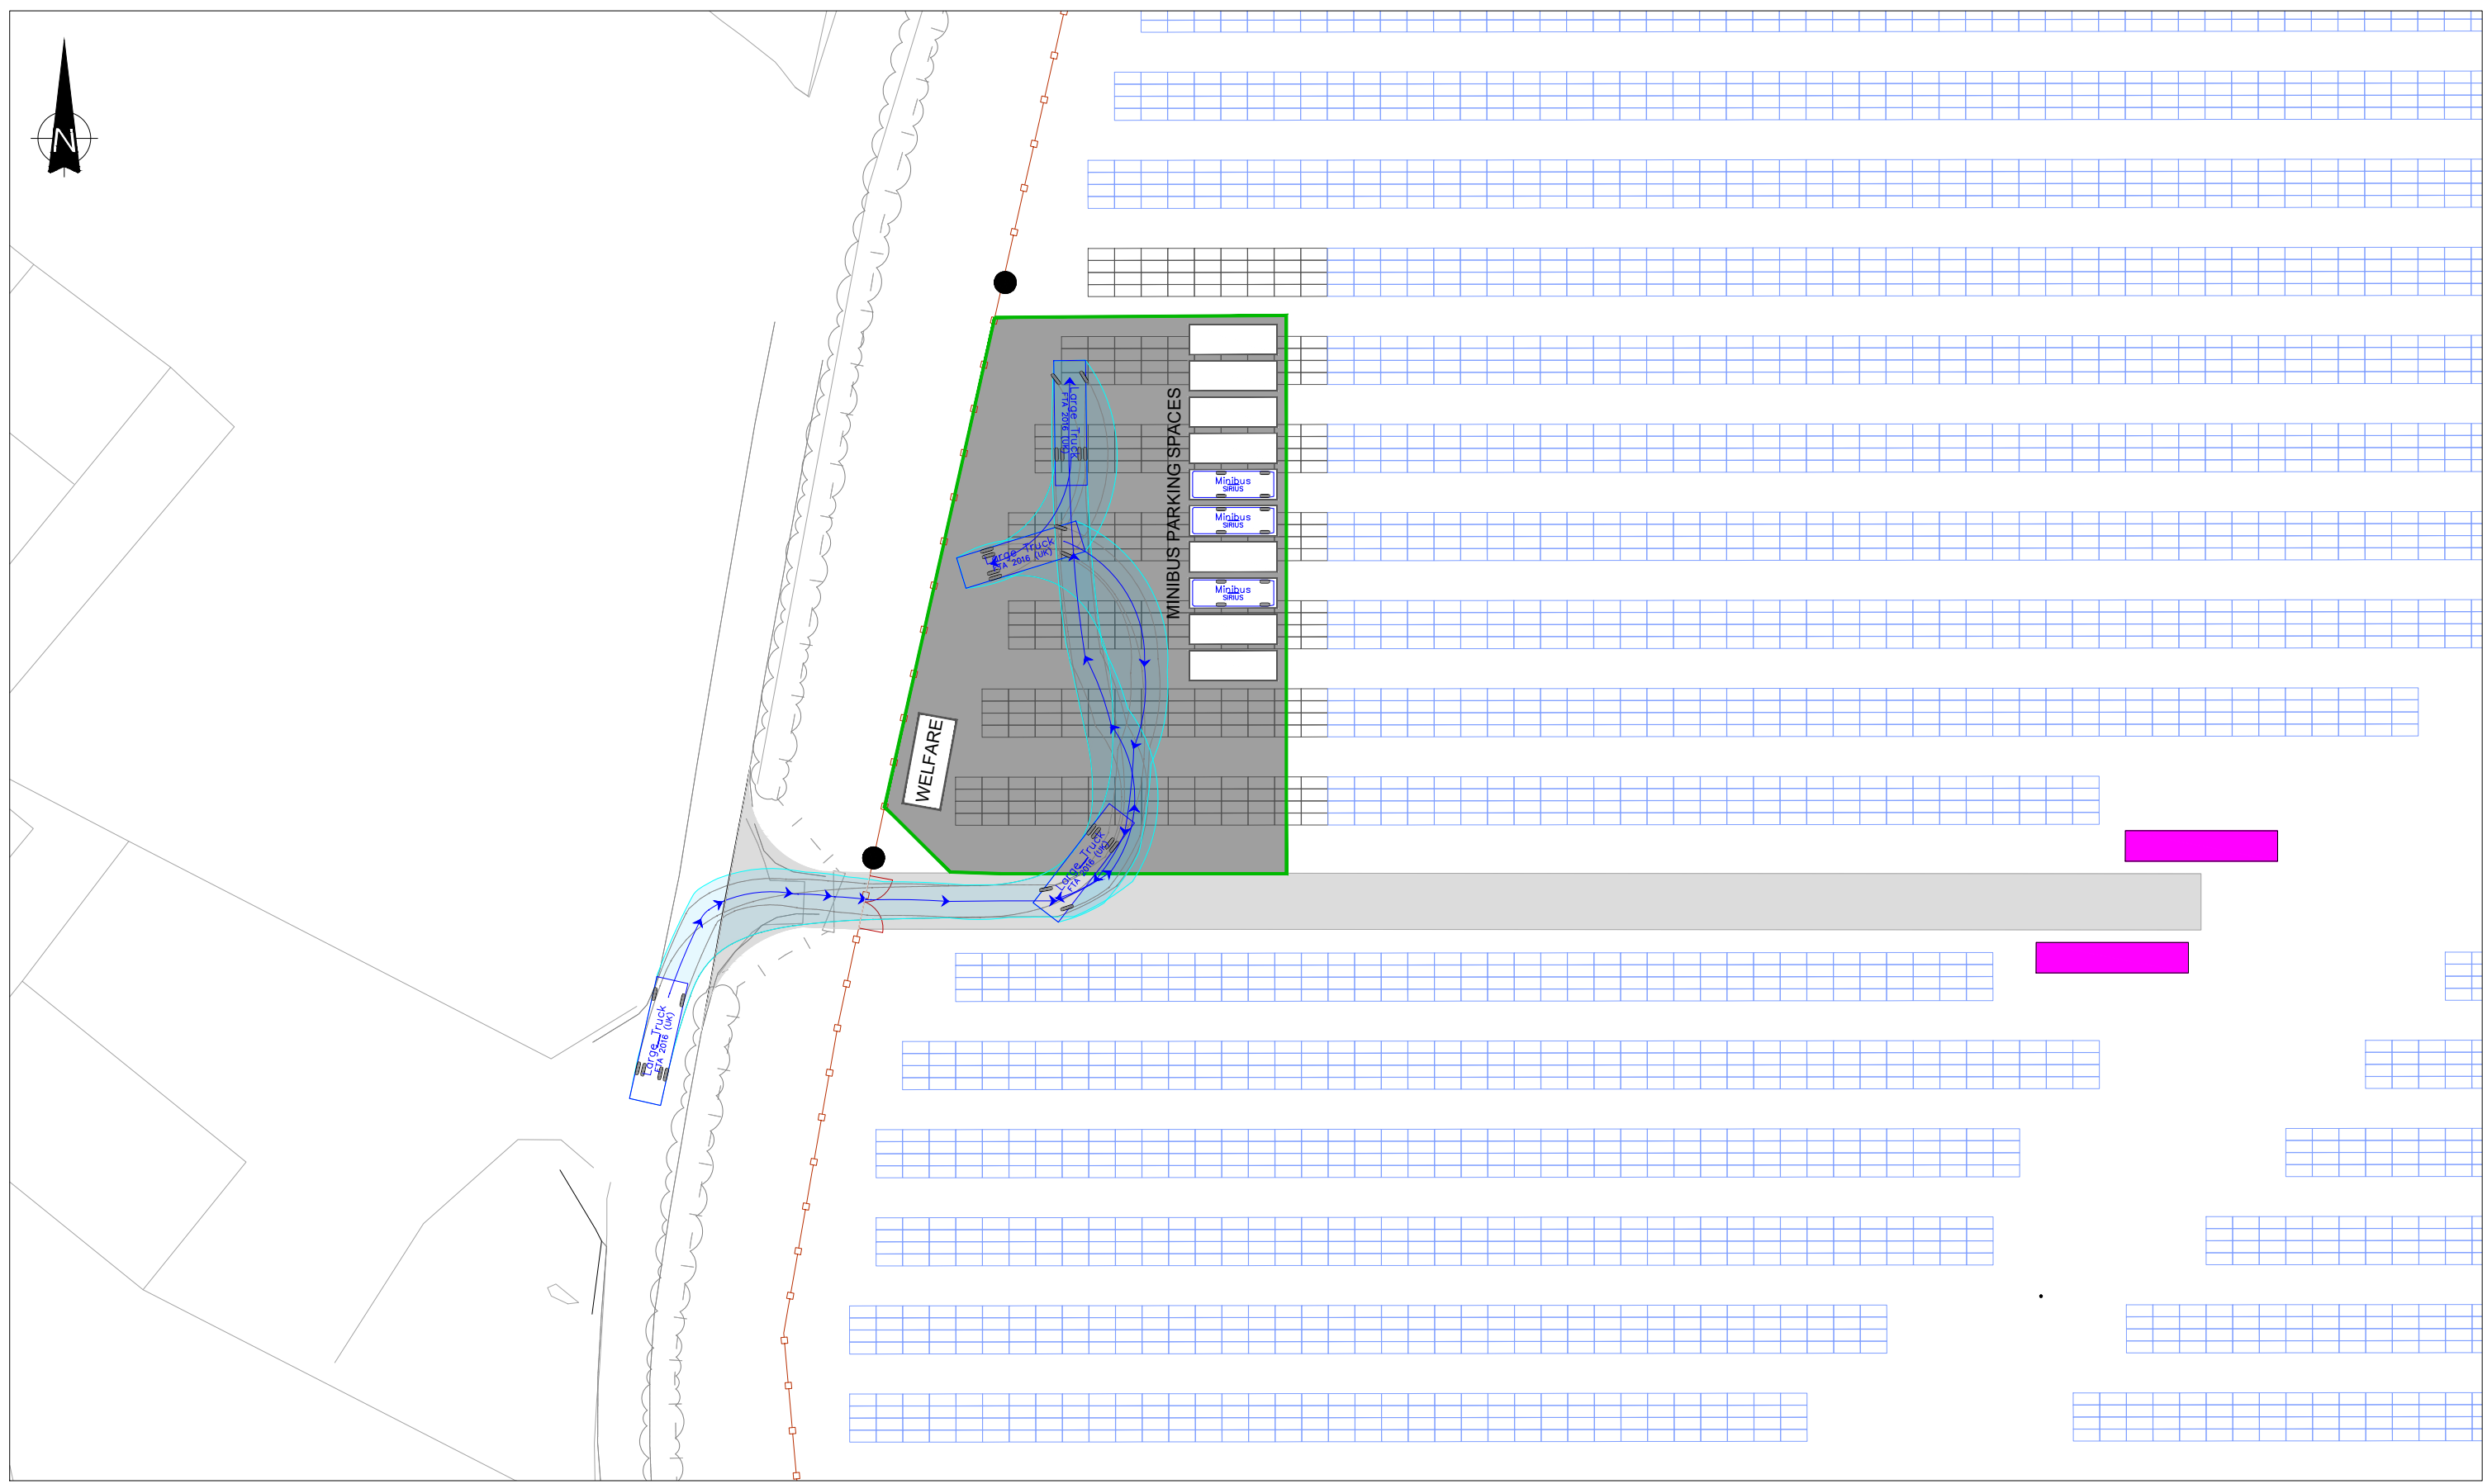 N
Large Truck
FTA 2016 (UK)
MINIBUS PARKING SPACES
Minibus
SIRIUS
Minibus
SIRIUS
Large Truck
FTA 2016 (UK)
Minibus
SIRIUS
WELFARE
Large Truck
FTA 2016 (UK)
Large Truck
FTA 2016 (UK)